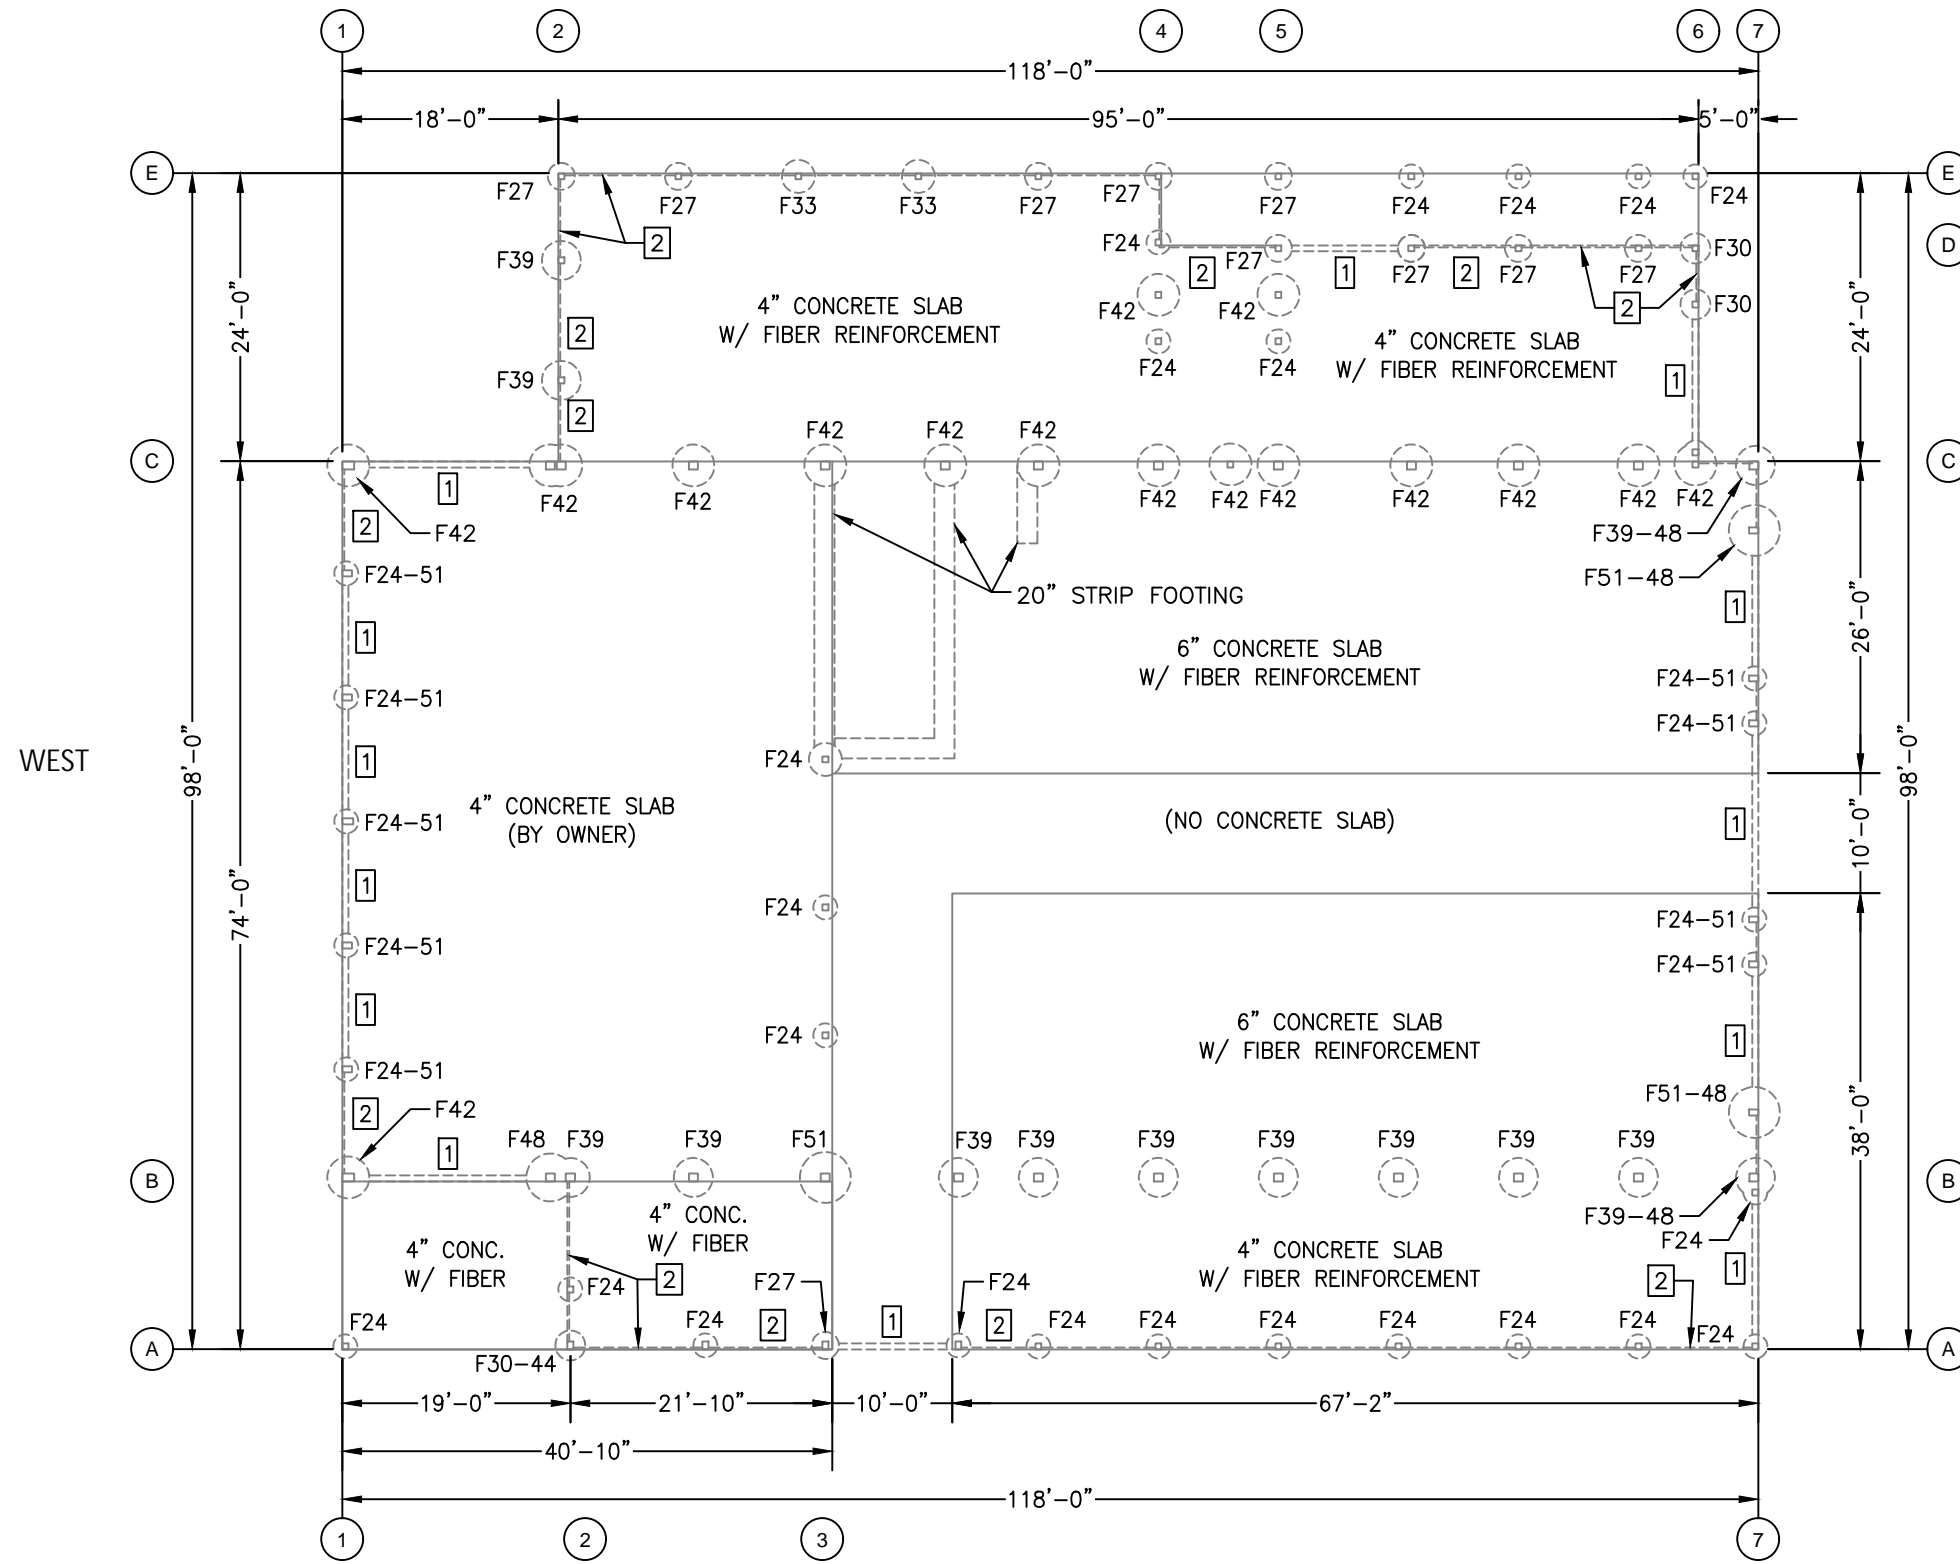 1
2
4
5
6
7
118'-0"
18'-0"
95'-0"
5'-0"
E
E
F27
F27
F33
F33
F27
F27
F27
F24
F24
F24
F24
2
F24
D
F39
2
F27
1
F27
2
F27
F27
F30
F42
F42
2
F30
4" CONCRETE SLAB
W/ FIBER REINFORCEMENT
24'-0"
24'-0"
2
F24
F24
4" CONCRETE SLAB
W/ FIBER REINFORCEMENT
F39
1
2
F42
F42
F42
C
C
1
F42
F42
F42
F42
F42
F42
F42
F42
F42
2
F42
F39-48
F24-51
F51-48
20" STRIP FOOTING
1
26'-0"
1
6" CONCRETE SLAB
W/ FIBER REINFORCEMENT
F24-51
F24-51
F24-51
WEST
98'-0"
1
F24
98'-0"
4" CONCRETE SLAB
(BY OWNER)
F24-51
(NO CONCRETE SLAB)
1
10'-0"
1
74'-0"
F24
F24-51
F24-51
F24-51
1
F24
6" CONCRETE SLAB
W/ FIBER REINFORCEMENT
1
F24-51
F51-48
2
F42
38'-0"
1
F48
F39
F39
F51
F39
F39
F39
F39
F39
F39
F39
B
B
4" CONC.
W/ FIBER
F39-48
F24
4" CONC.
W/ FIBER
4" CONCRETE SLAB
W/ FIBER REINFORCEMENT
1
F24
2
F27
F24
2
F24
F24
2
1
2
F24
F24
F24
F24
F24
F24
F24
A
A
F30-44
19'-0"
21'-10"
10'-0"
67'-2"
40'-10"
118'-0"
1
2
3
7